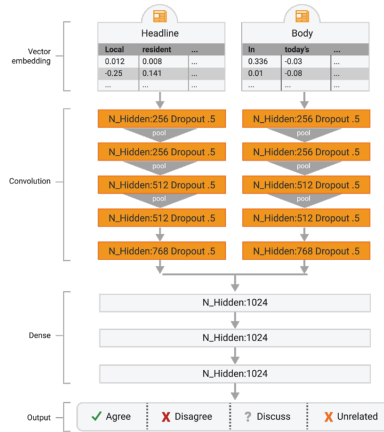 Vector
embedding
Headline
Local resident ...
0.012 0.008 ...
-0.25 0.141 ...
... ... ...
Body
In today's ...
0.336 -0.03 ...
0.01 -0.08 ...
... ... ...
Convolution
N_Hidden:256 Dropout .5
pool
N_Hidden:256 Dropout .5
pool
N_Hidden:512 Dropout .5
pool
N_Hidden:512 Dropout .5
N_Hidden:768 Dropout .5
N_Hidden:256 Dropout .5
pool
N_Hidden:256 Dropout .5
pool
N_Hidden:512 Dropout .5
pool
N_Hidden:512 Dropout .5
N_Hidden:768 Dropout .5
Dense
N_Hidden:1024
N_Hidden:1024
N_Hidden:1024
Output
Agree
Disagree
? Discuss
Unrelated